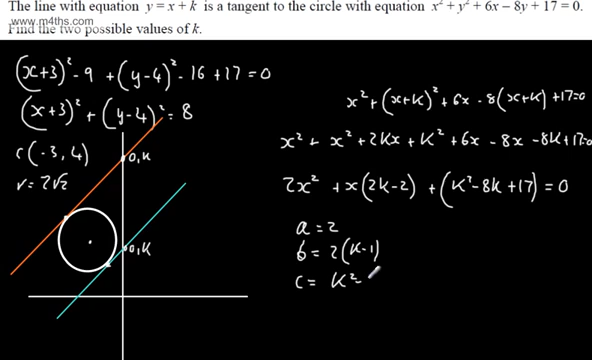 The line with equation y = x + k is a tangent to the circle with equation x² + y² + 6x − 8y + 17 = 0.
www.m4ths.com
Find the two possible values of k.
(x+3)² - 9 + (y-4)² - 16 + 17 = 0
(x+3)² + (y-4)² = 8
c(-3, 4)
r = 2√2
0,k
0,k
x² + (x+k)² + 6x - 8(x+k) + 17=0
x² + x² + 2kx + k² + 6x - 8x - 8k + 17=0
2x² + x(2k-2) + (k² - 8k + 17) = 0
a = 2
b = 2(k-1)
c = k²